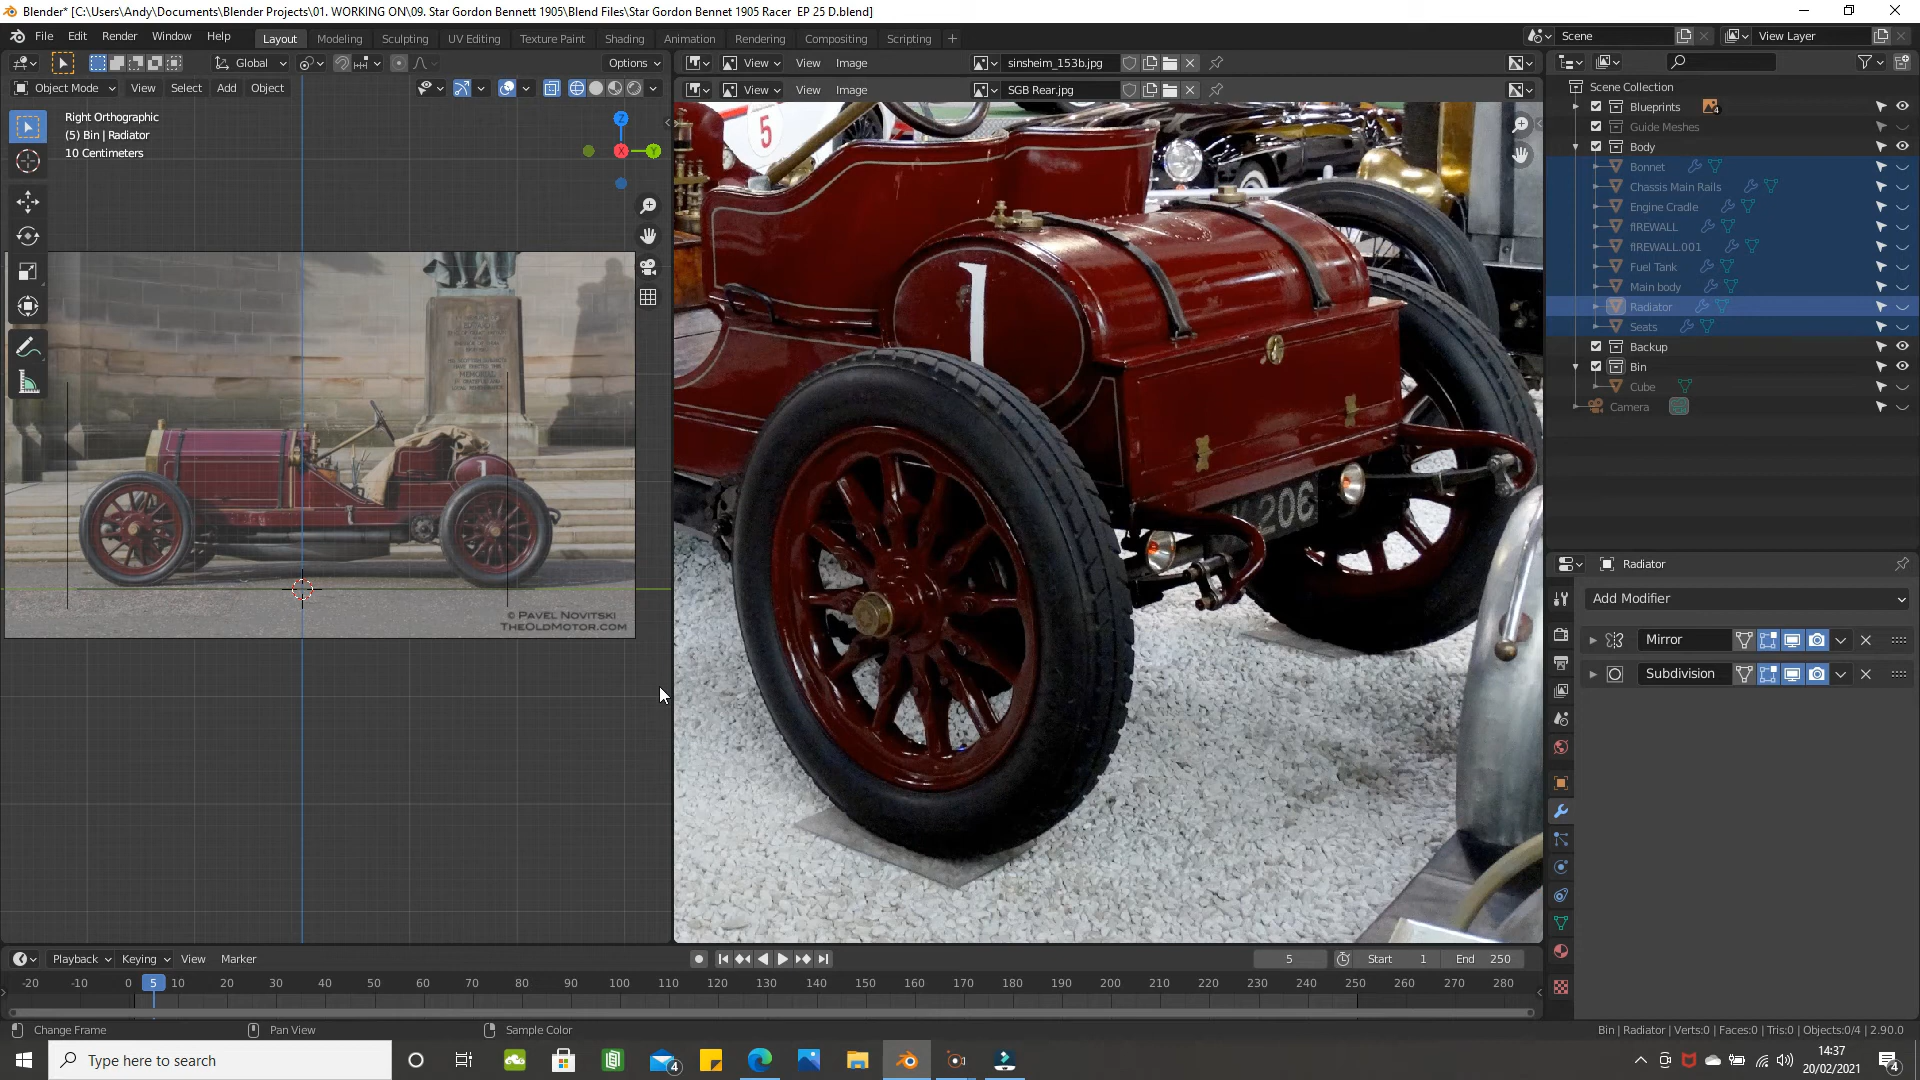 Blender* [C:\Users\Andy\Documents\Blender Projects\01. WORKING ON\09. Star Gordon Bennett 1905\Blend Files\Star Gordon Bennet 1905 Racer  EP 25 D.blend]
File Edit Render Window Help
Layout Modeling Sculpting UV Editing Texture Paint Shading Animation Rendering Compositing Scripting +
Scene
View Layer
Global
Options
View View Image
sinsheim_153b.jpg
Object Mode View Select Add Object
View View Image
SGB Rear.jpg
Right Orthographic
(5) Bin | Radiator
10 Centimeters
Z
X
Y
5
1
206
1
© PAVEL NOVITSKI
THEOLDMOTOR.COM
Scene Collection
Blueprints
4
Guide Meshes
Body
Bonnet
Chassis Main Rails
Engine Cradle
fIREWALL
fIREWALL.001
Fuel Tank
Main body
Radiator
Seats
Backup
Bin
Cube
Camera
Radiator
Add Modifier
Mirror
Subdivision
Playback Keying View Marker
5
Start 1
End 250
-20 -10 0 5 10 20 30 40 50 60 70 80 90 100 110 120 130 140 150 160 170 180 190 200 210 220 230 240 250 260 270 280
Change Frame
Pan View
Sample Color
Bin | Radiator | Verts:0 | Faces:0 | Tris:0 | Objects:0/4 | 2.90.0
Type here to search
4
14:37
20/02/2021
4